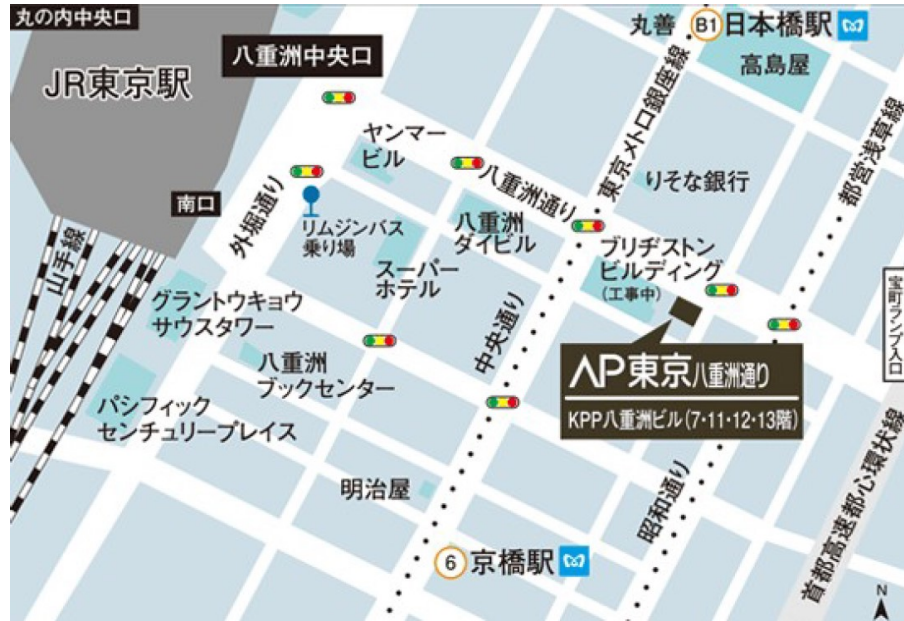 丸の内中央口
JR東京駅
八重洲中央口
丸善
B1
日本橋駅
高島屋
ヤンマー
ビル
八重洲通り
東京メトロ銀座線
りそな銀行
都営浅草線
南口
外堀通り
リムジンバス
乗り場
八重洲
ダイビル
スーパー
ホテル
ブリヂストン
ビルディング
(工事中)
山手線
グラントウキョウ
サウスタワー
中央通り
宝町ランプ入口
八重洲
ブックセンター
AP東京八重洲通り
KPP八重洲ビル(7・11・12・13階)
パシフィック
センチュリープレイス
明治屋
昭和通り
首都高速都心環状線
6
京橋駅
N